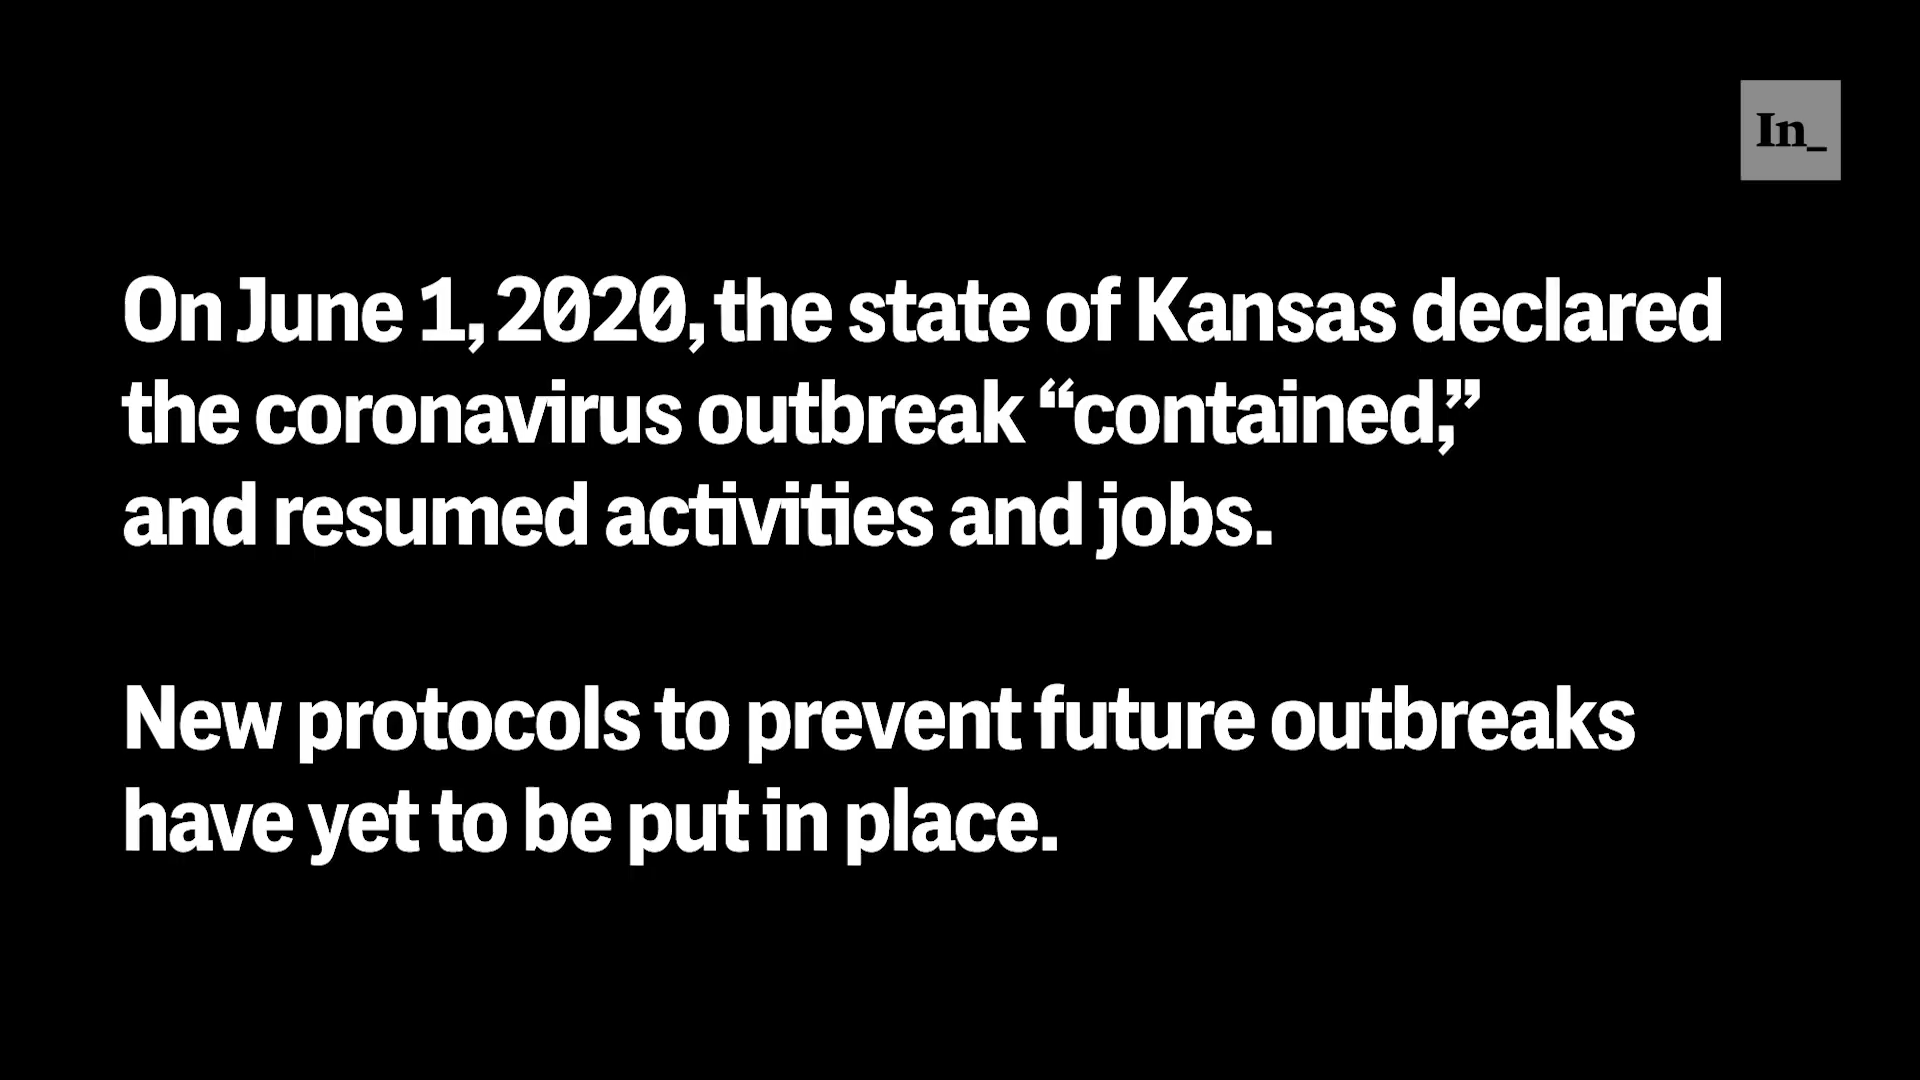 In_
On June 1, 2020, the state of Kansas declared
the coronavirus outbreak “contained,”
and resumed activities and jobs.
New protocols to prevent future outbreaks
have yet to be put in place.